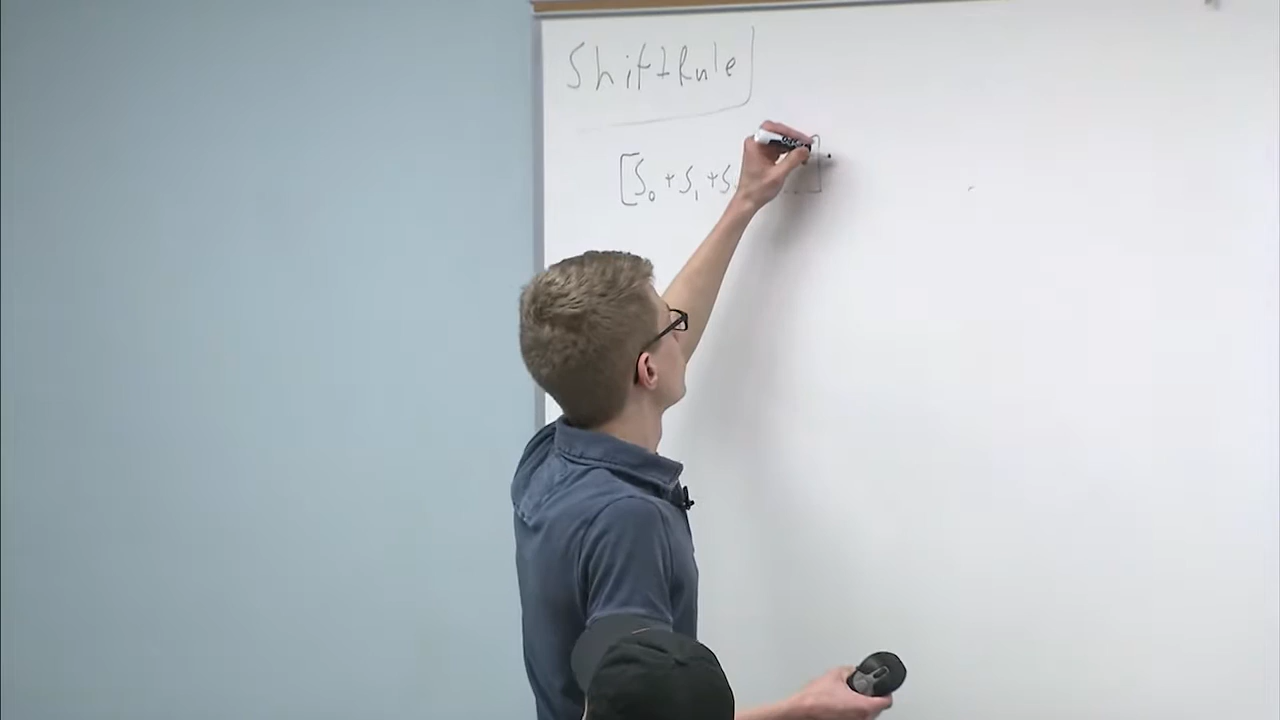 Shift Rule
[S₀ + S₁ + S